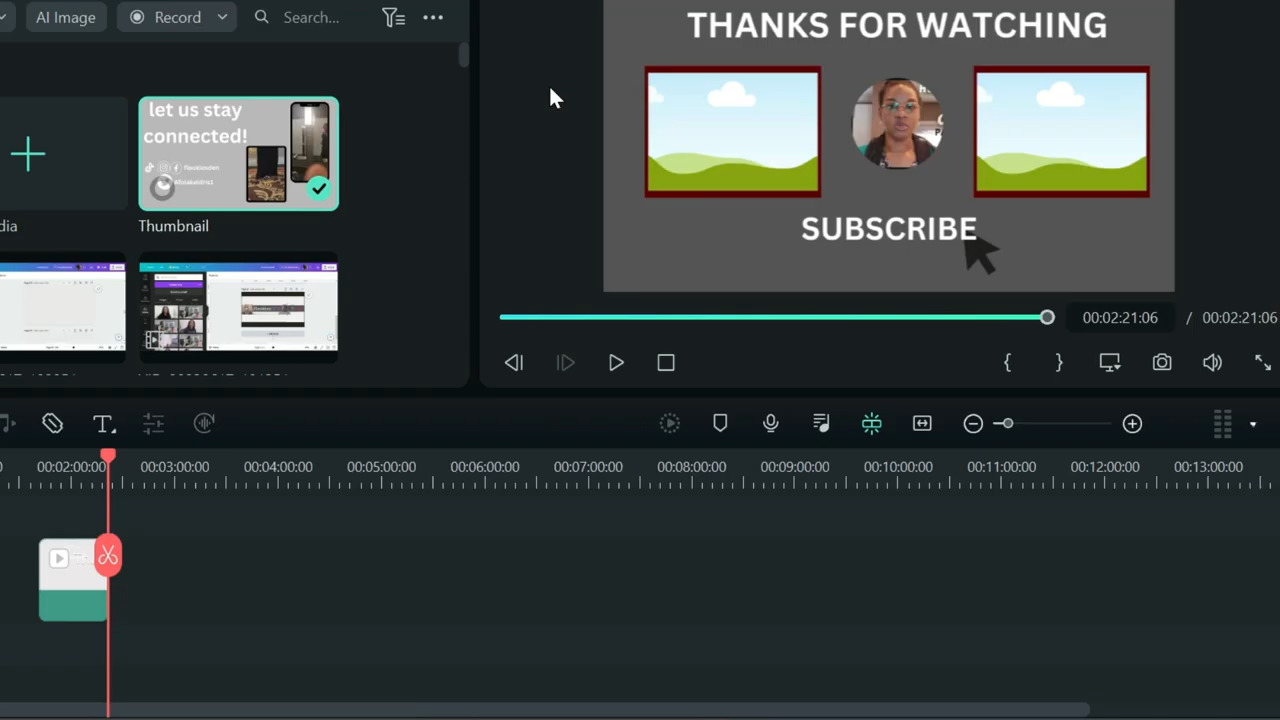 AI Image
Record
Search...
let us stay
connected!
dia
Thumbnail
THANKS FOR WATCHING
SUBSCRIBE
00:02:21:06 / 00:02:21:06
00:02:00:00
00:03:00:00
00:04:00:00
00:05:00:00
00:06:00:00
00:07:00:00
00:08:00:00
00:09:00:00
00:10:00:00
00:11:00:00
00:12:00:00
00:13:00:00